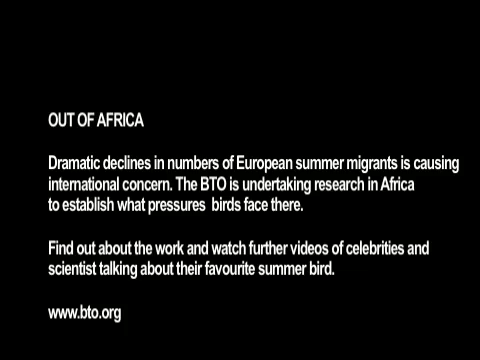 OUT OF AFRICA
Dramatic declines in numbers of European summer migrants is causing
international concern. The BTO is undertaking research in Africa
to establish what pressures  birds face there.
Find out about the work and watch further videos of celebrities and
scientist talking about their favourite summer bird.
www.bto.org